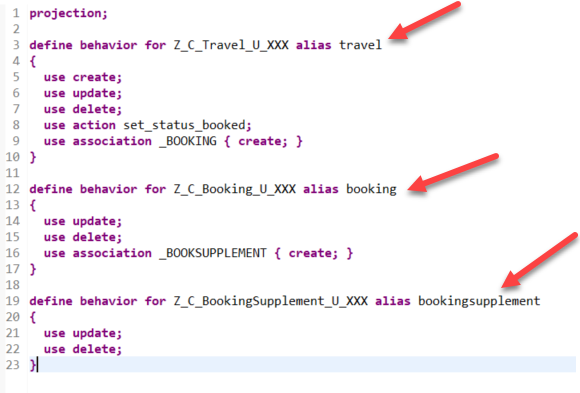 1 projection;
2
3 define behavior for Z_C_Travel_U_XXX alias travel
4 {
5 use create;
6 use update;
7 use delete;
8 use action set_status_booked;
9 use association _BOOKING { create; }
10 }
11
12 define behavior for Z_C_Booking_U_XXX alias booking
13 {
14 use update;
15 use delete;
16 use association _BOOKSUPPLEMENT { create; }
17 }
18
19 define behavior for Z_C_BookingSupplement_U_XXX alias bookingsupplement
20 {
21 use update;
22 use delete;
23 }